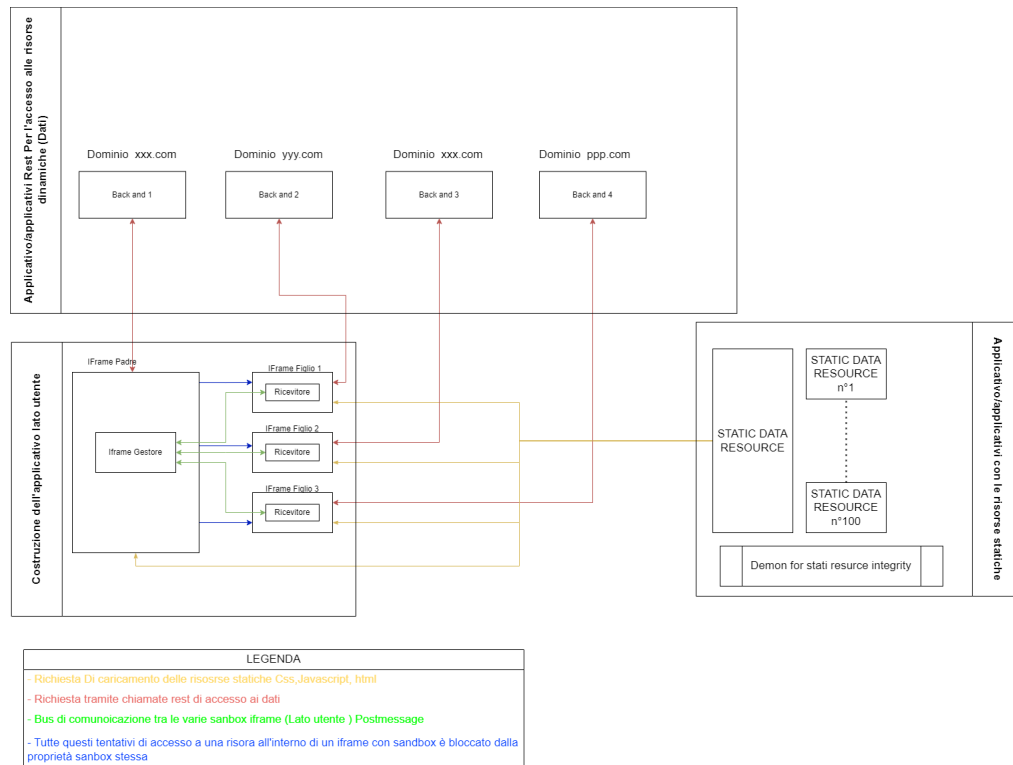 Applicativo/applicativi Rest Per l'accesso alle risorse
dinamiche (Dati)
Dominio xxx.com
Dominio yyy.com
Dominio xxx.com
Dominio ppp.com
Back and 1
Back and 2
Back and 3
Back and 4
Costruzione dell'applicativo lato utente
IFrame Padre
Iframe Gestore
IFrame Figlio 1
Ricevitore
IFrame Figlio 2
Ricevitore
IFrame Figlio 3
Ricevitore
STATIC DATA
RESOURCE
STATIC DATA
RESOURCE
n°1
STATIC DATA
RESOURCE
n°100
Demon for stati resurce integrity
Applicativo/applicativi con le risorse statiche
LEGENDA
- Richiesta Di caricamento delle risosrse statiche Css,Javascript, html
- Richiesta tramite chiamate rest di accesso ai dati
- Bus di comunoicazione tra le varie sanbox iframe (Lato utente ) Postmessage
- Tutte questi tentativi di accesso a una risora all'interno di un iframe con sandbox è bloccato dalla
proprietà sanbox stessa